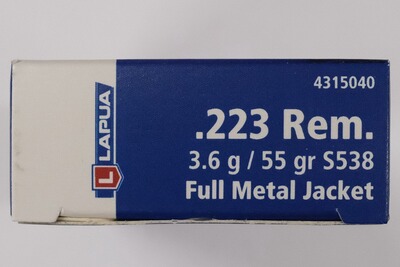 4315040
.223 Rem.
3.6 g / 55 gr S538
Full Metal Jacket
LAPUA
L